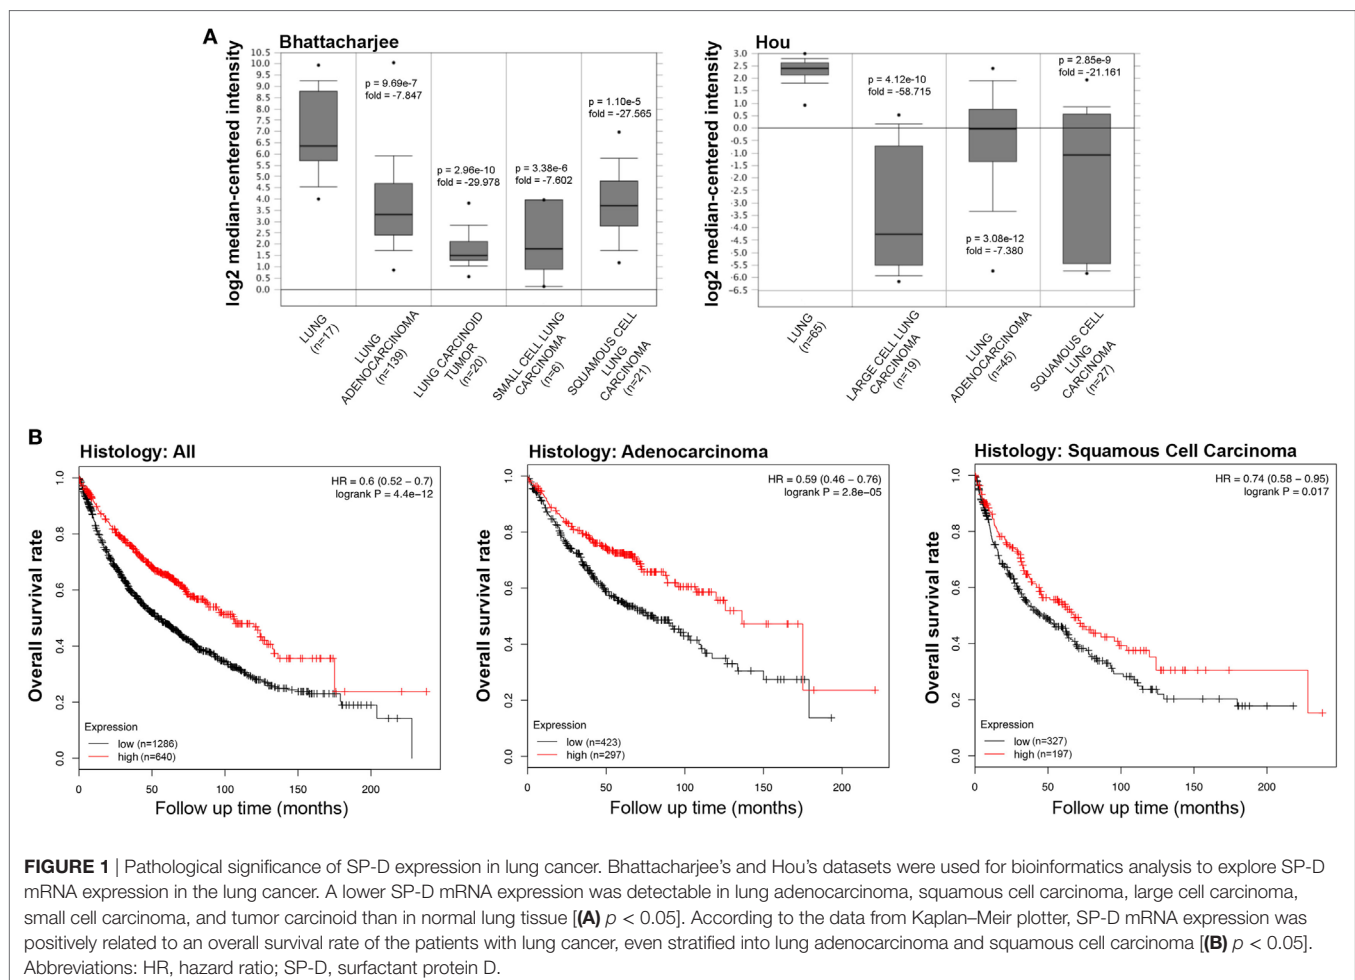 A
Bhattacharjee
log2 median-centered intensity
10.5
10.0
9.5
9.0
8.5
8.0
7.5
7.0
6.5
6.0
5.5
5.0
4.5
4.0
3.5
3.0
2.5
2.0
1.5
1.0
0.5
0.0
p = 9.69e-7
fold = -7.847
p = 2.96e-10
fold = -29.978
p = 3.38e-6
fold = -7.602
p = 1.10e-5
fold = -27.565
LUNG
(n=17)
LUNG
ADENOCARCINOMA
(n=139)
LUNG CARCINOID
TUMOR
(n=20)
SMALL CELL LUNG
CARCINOMA
(n=6)
SQUAMOUS CELL
LUNG
CARCINOMA
(n=21)
Hou
log2 median-centered intensity
3.0
2.5
2.0
1.5
1.0
0.5
0.0
-0.5
-1.0
-1.5
-2.0
-2.5
-3.0
-3.5
-4.0
-4.5
-5.0
-5.5
-6.0
-6.5
p = 4.12e-10
fold = -58.715
p = 3.08e-12
fold = -7.380
p = 2.85e-9
fold = -21.161
LUNG
(n=65)
LARGE CELL LUNG
CARCINOMA
(n=19)
LUNG
ADENOCARCINOMA
(n=45)
SQUAMOUS CELL
LUNG
CARCINOMA
(n=27)
B
Histology: All
Overall survival rate
1.0
0.8
0.6
0.4
0.2
0.0
HR = 0.6 (0.52 – 0.7)
logrank P = 4.4e−12
Expression
low (n=1286)
high (n=640)
0 50 100 150 200
Follow up time (months)
Histology: Adenocarcinoma
Overall survival rate
1.0
0.8
0.6
0.4
0.2
0.0
HR = 0.59 (0.46 – 0.76)
logrank P = 2.8e−05
Expression
low (n=423)
high (n=297)
0 50 100 150 200
Follow up time (months)
Histology: Squamous Cell Carcinoma
Overall survival rate
1.0
0.8
0.6
0.4
0.2
0.0
HR = 0.74 (0.58 – 0.95)
logrank P = 0.017
Expression
low (n=327)
high (n=197)
0 50 100 150 200
Follow up time (months)
FIGURE 1 | Pathological significance of SP-D expression in lung cancer. Bhattacharjee’s and Hou’s datasets were used for bioinformatics analysis to explore SP-D
mRNA expression in the lung cancer. A lower SP-D mRNA expression was detectable in lung adenocarcinoma, squamous cell carcinoma, large cell carcinoma,
small cell carcinoma, and tumor carcinoid than in normal lung tissue [(A) p < 0.05]. According to the data from Kaplan–Meir plotter, SP-D mRNA expression was
positively related to an overall survival rate of the patients with lung cancer, even stratified into lung adenocarcinoma and squamous cell carcinoma [(B) p < 0.05].
Abbreviations: HR, hazard ratio; SP-D, surfactant protein D.